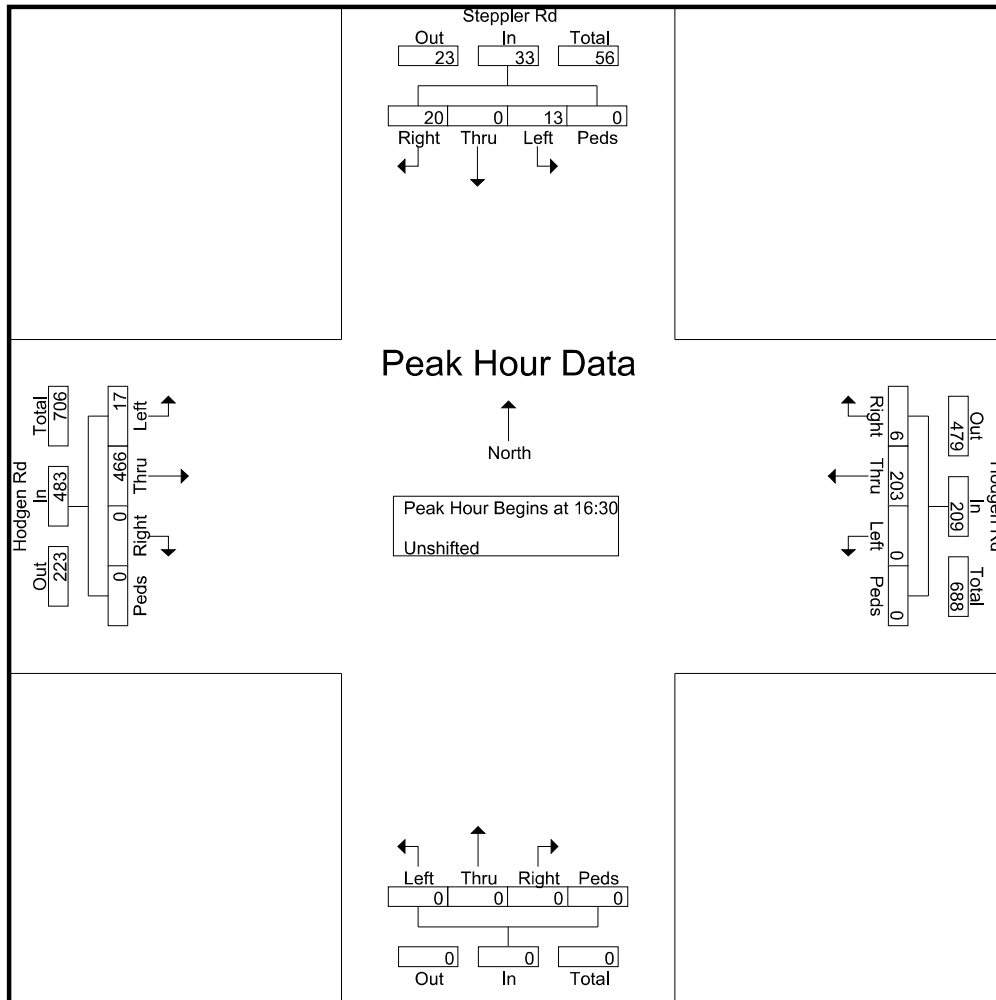 Steppler Rd
Out In Total
23 33 56
20 0 13 0
Right Thru Left Peds
Peak Hour Data
North
Peak Hour Begins at 16:30
Unshifted
Hodgen Rd
Out In Total
223 483 706
17 466 0 0
Left Thru Right Peds
Right Thru Left Peds
6 203 0 0
Out In Total
479 209 688
Hodgen Rd
Left Thru Right Peds
0 0 0 0
0 0 0
Out In Total